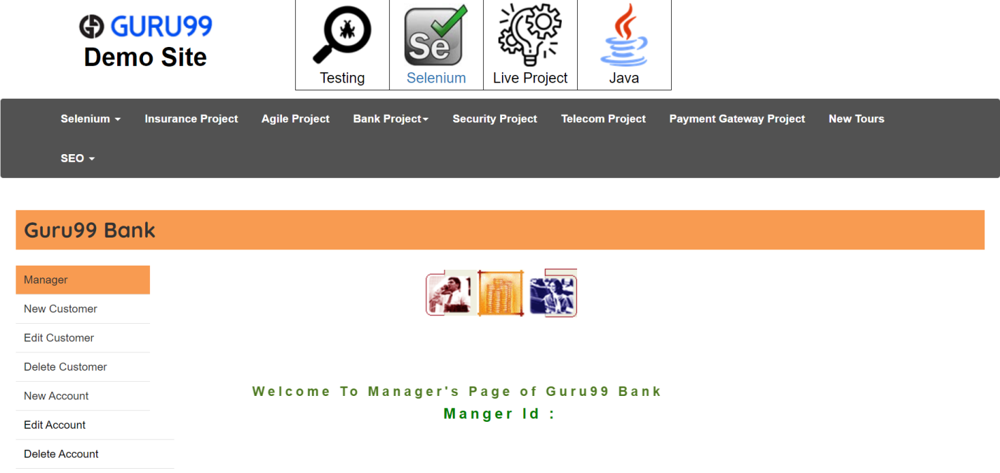 GURU99
Demo Site
Testing
Se
Selenium
Live Project
Java
Selenium
Insurance Project
Agile Project
Bank Project
Security Project
Telecom Project
Payment Gateway Project
New Tours
SEO
Guru99 Bank
Manager
New Customer
Edit Customer
Delete Customer
New Account
Edit Account
Delete Account
Welcome To Manager's Page of Guru99 Bank
Manger Id :